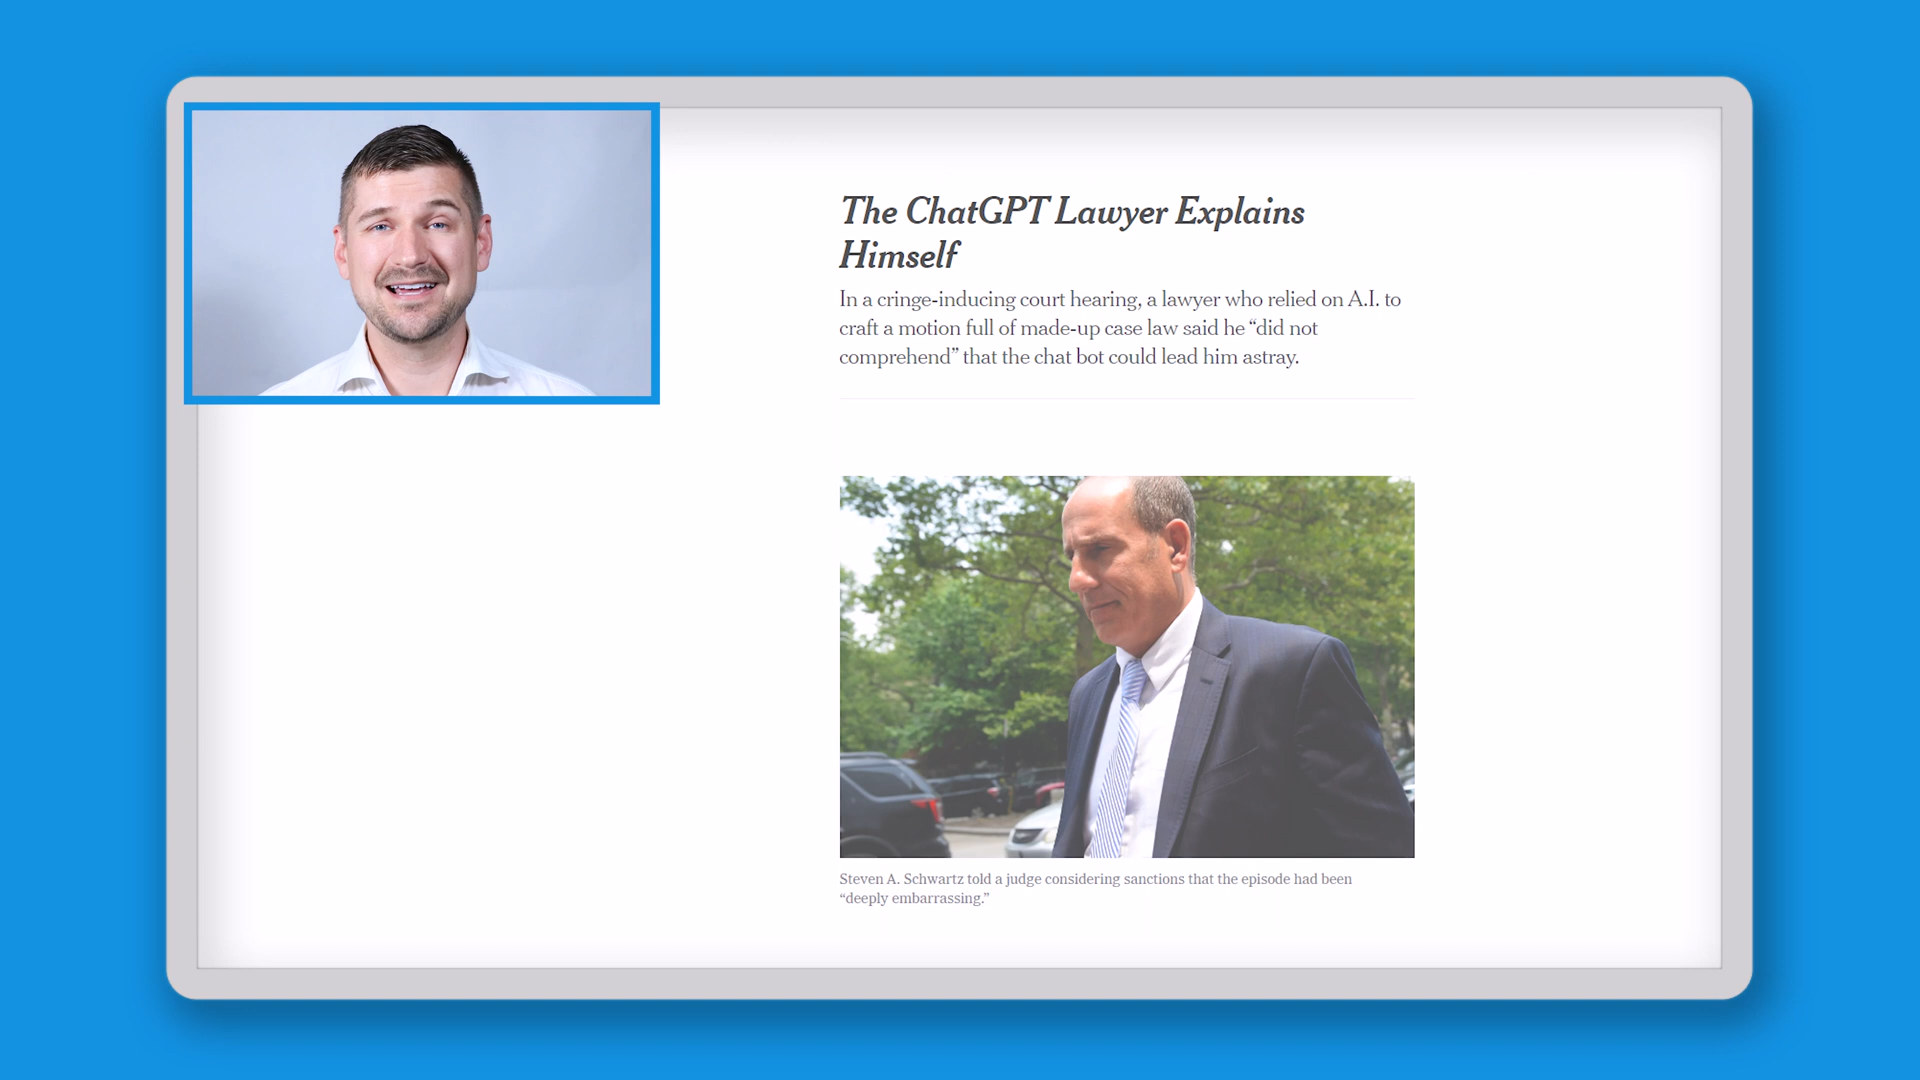 The ChatGPT Lawyer Explains
Himself
In a cringe-inducing court hearing, a lawyer who relied on A.I. to
craft a motion full of made-up case law said he “did not
comprehend” that the chat bot could lead him astray.
Steven A. Schwartz told a judge considering sanctions that the episode had been
“deeply embarrassing.”